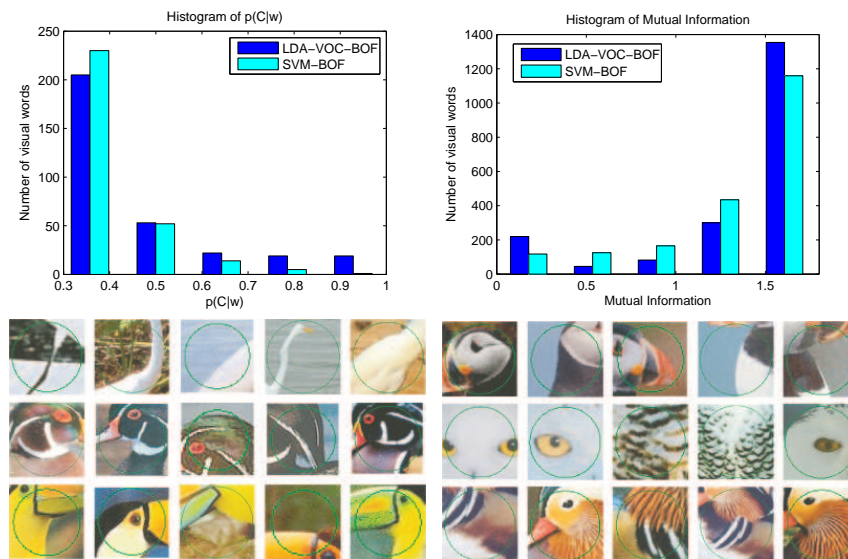 Histogram of p(C|w)
250
200
150
100
50
0
Number of visual words
LDA−VOC−BOF
SVM−BOF
0.3 0.4 0.5 0.6 0.7 0.8 0.9 1
p(C|w)
Histogram of Mutual Information
1400
1200
1000
800
600
400
200
0
Number of visual words
LDA−VOC−BOF
SVM−BOF
0 0.5 1 1.5
Mutual Information